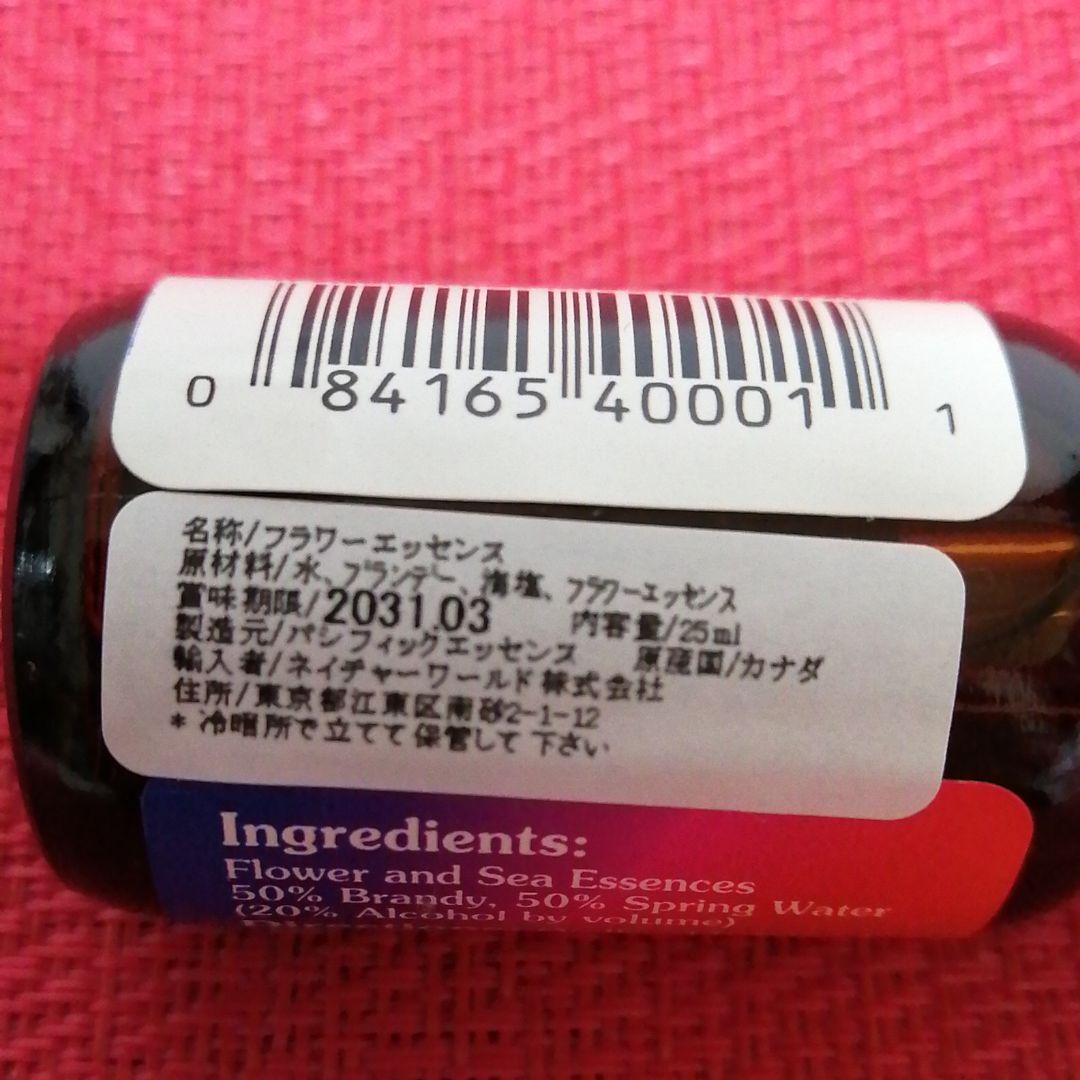 0 84165 40001 1
名称/フラワーエッセンス
原材料/水、ブランデー、海塩、フラワーエッセンス
賞味期限/2031.03 内容量/25ml
製造元/パシフィックエッセンス 原産国/カナダ
輸入者/ネイチャーワールド株式会社
住所/東京都江東区南砂2-1-12
* 冷暗所で立てて保管して下さい
Ingredients:
Flower and Sea Essences
50% Brandy, 50% Spring Water
(20% Alcohol by volume)